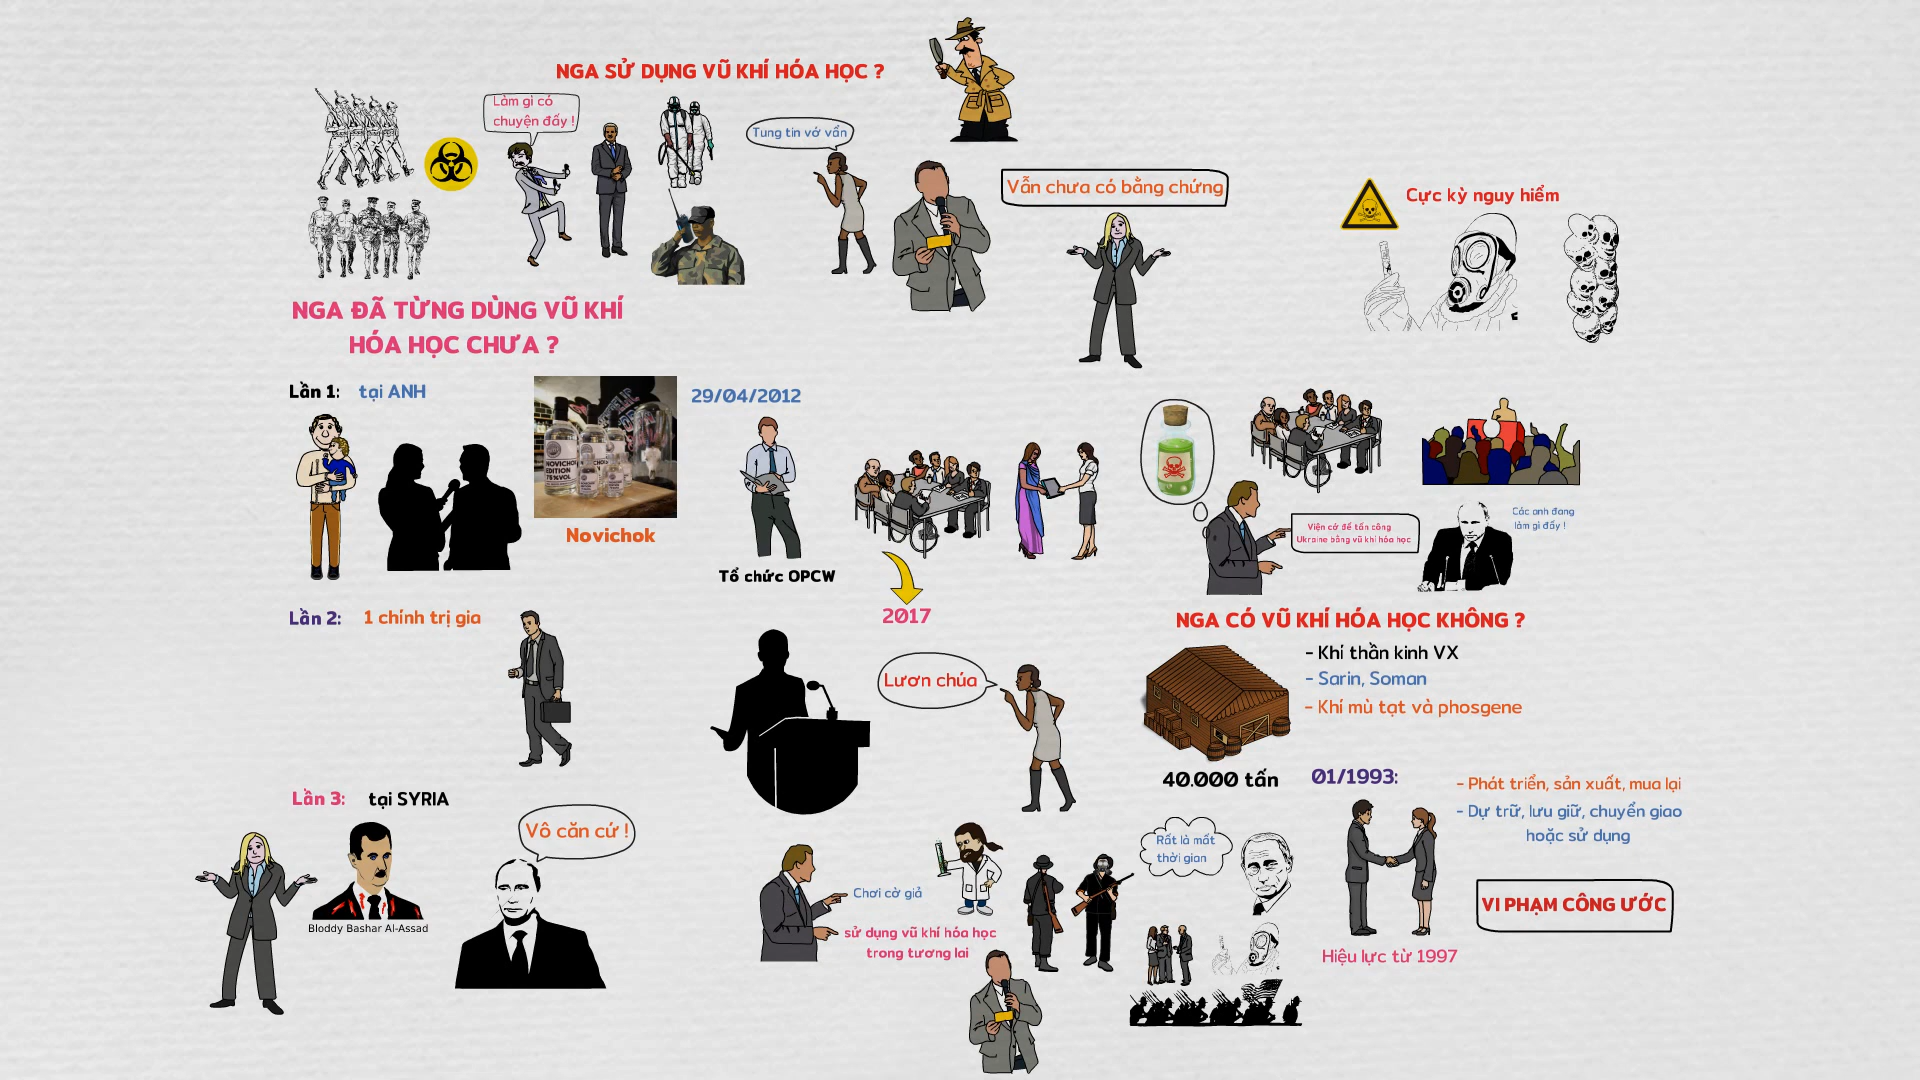 NGA SỬ DỤNG VŨ KHÍ HÓA HỌC ?
Làm gì có
chuyện đấy !
Tung tin vớ vẩn
Vẫn chưa có bằng chứng
Cực kỳ nguy hiểm
NGA ĐÃ TỪNG DÙNG VŨ KHÍ
HÓA HỌC CHƯA ?
Lần 1: tại ANH
NOVICHOK
EDITION
75%VOL
Novichok
29/04/2012
Tổ chức OPCW
2017
Viện cớ để tấn công
Ukraine bằng vũ khí hóa học
Các anh đang
làm gì đấy !
Lần 2: 1 chính trị gia
Lươn chúa
NGA CÓ VŨ KHÍ HÓA HỌC KHÔNG ?
- Khí thần kinh VX
- Sarin, Soman
- Khí mù tạt và phosgene
40.000 tấn
01/1993:
- Phát triển, sản xuất, mua lại
- Dự trữ, lưu giữ, chuyển giao
hoặc sử dụng
Hiệu lực từ 1997
VI PHẠM CÔNG ƯỚC
Lần 3: tại SYRIA
Bloddy Bashar Al-Assad
Vô căn cứ !
Chơi cờ giả
sử dụng vũ khí hóa học
trong tương lai
Rất là mất
thời gian